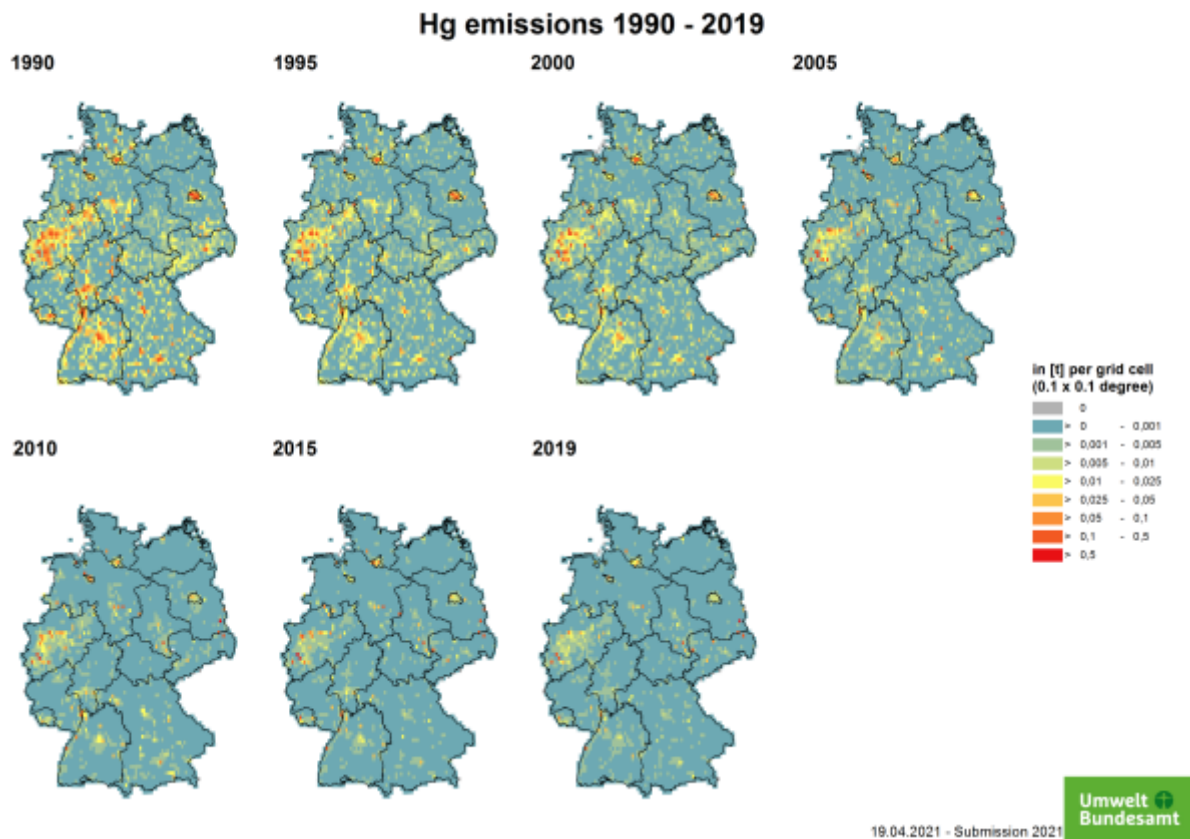 Hg emissions 1990 - 2019
1990
1995
2000
2005
in [t] per grid cell
(0.1 x 0.1 degree)
0
> 0 - 0,001
> 0,001 - 0,005
> 0,005 - 0,01
> 0,01 - 0,025
> 0,025 - 0,05
> 0,05 - 0,1
> 0,1 - 0,5
> 0,5
2010
2015
2019
Umwelt
Bundesamt
19.04.2021 - Submission 2021